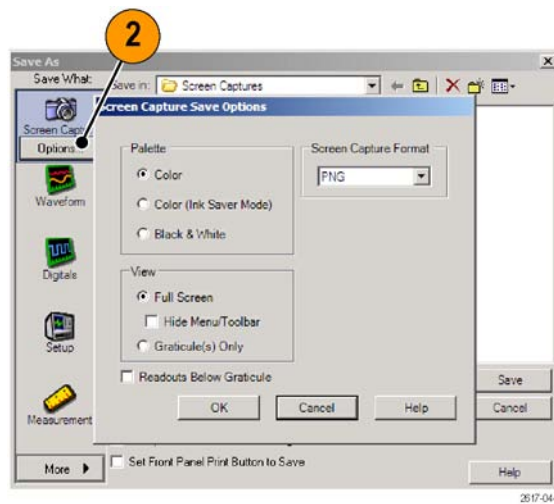 2
Save As
Save What:
Save in: Screen Captures
Screen Capture Save Options
Screen Capt
Options
Palette
Color
Color (Ink Saver Mode)
Black & White
Screen Capture Format
PNG
Waveform
Digitals
View
Full Screen
Hide Menu/Toolbar
Graticule(s) Only
Setup
Readouts Below Graticule
OK
Cancel
Help
Save
Cancel
Measurement
More
Set Front Panel Print Button to Save
Help
2617-04